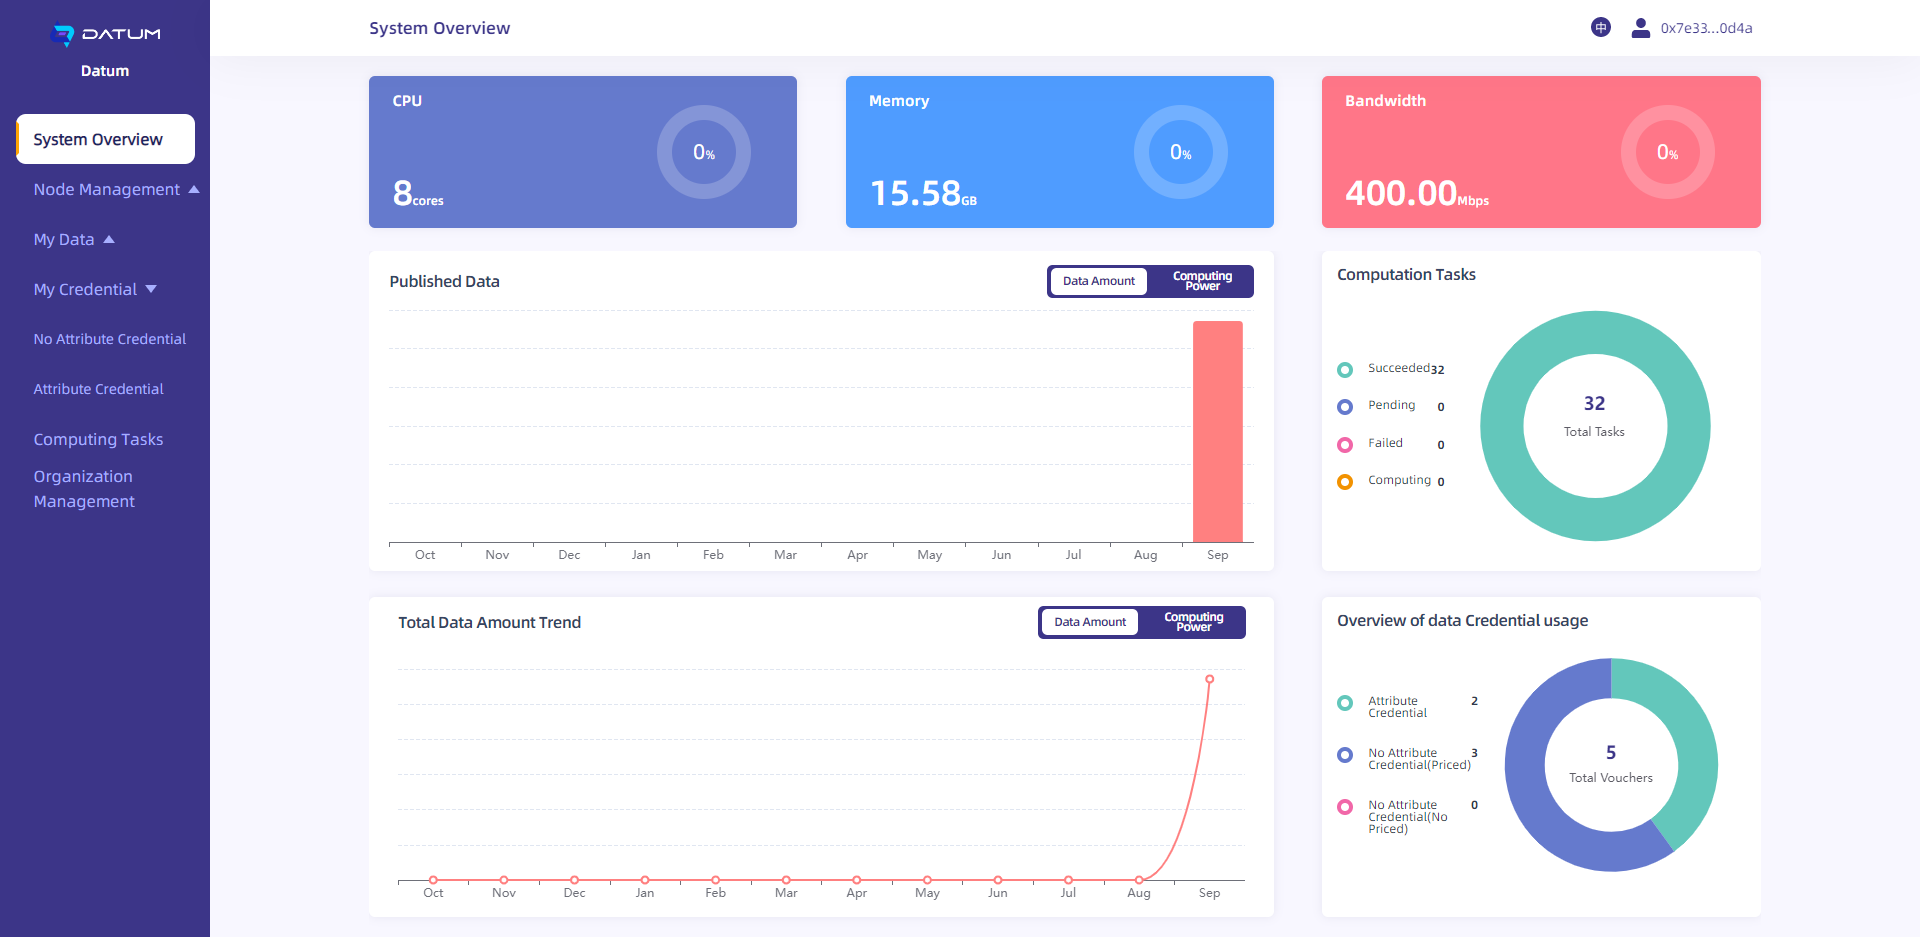 DATUM
Datum
System Overview
Node Management
My Data
My Credential
No Attribute Credential
Attribute Credential
Computing Tasks
Organization
Management
System Overview
中
0x7e33...0d4a
CPU
0%
8cores
Memory
0%
15.58GB
Bandwidth
0%
400.00Mbps
Published Data
Data Amount
Computing
Power
Oct Nov Dec Jan Feb Mar Apr May Jun Jul Aug Sep
Computation Tasks
Succeeded 32
Pending 0
Failed 0
Computing 0
32
Total Tasks
Total Data Amount Trend
Data Amount
Computing
Power
Oct Nov Dec Jan Feb Mar Apr May Jun Jul Aug Sep
Overview of data Credential usage
Attribute 2
Credential
No Attribute 3
Credential(Priced)
No Attribute 0
Credential(No
Priced)
5
Total Vouchers